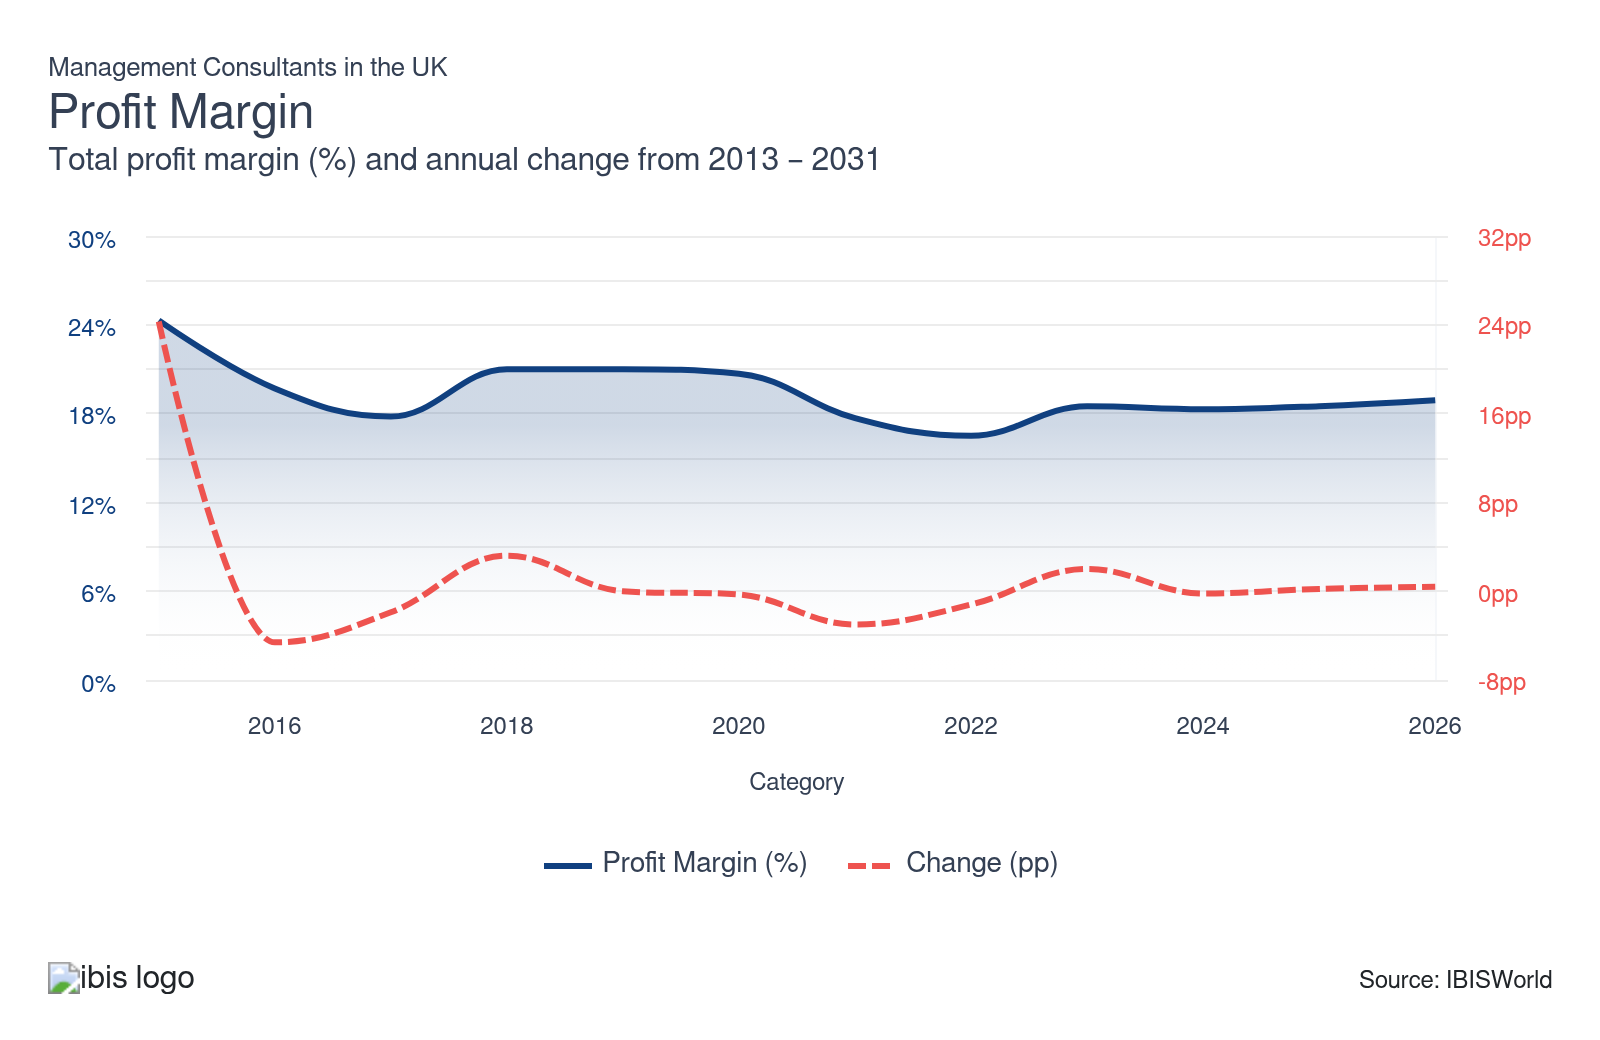 Management Consultants in the UK
Profit Margin
Total profit margin (%) and annual change from 2013 – 2031
30%
24%
18%
12%
6%
0%
32pp
24pp
16pp
8pp
0pp
-8pp
2016
2018
2020
2022
2024
2026
Category
Profit Margin (%)
Change (pp)
ibis logo
Source: IBISWorld